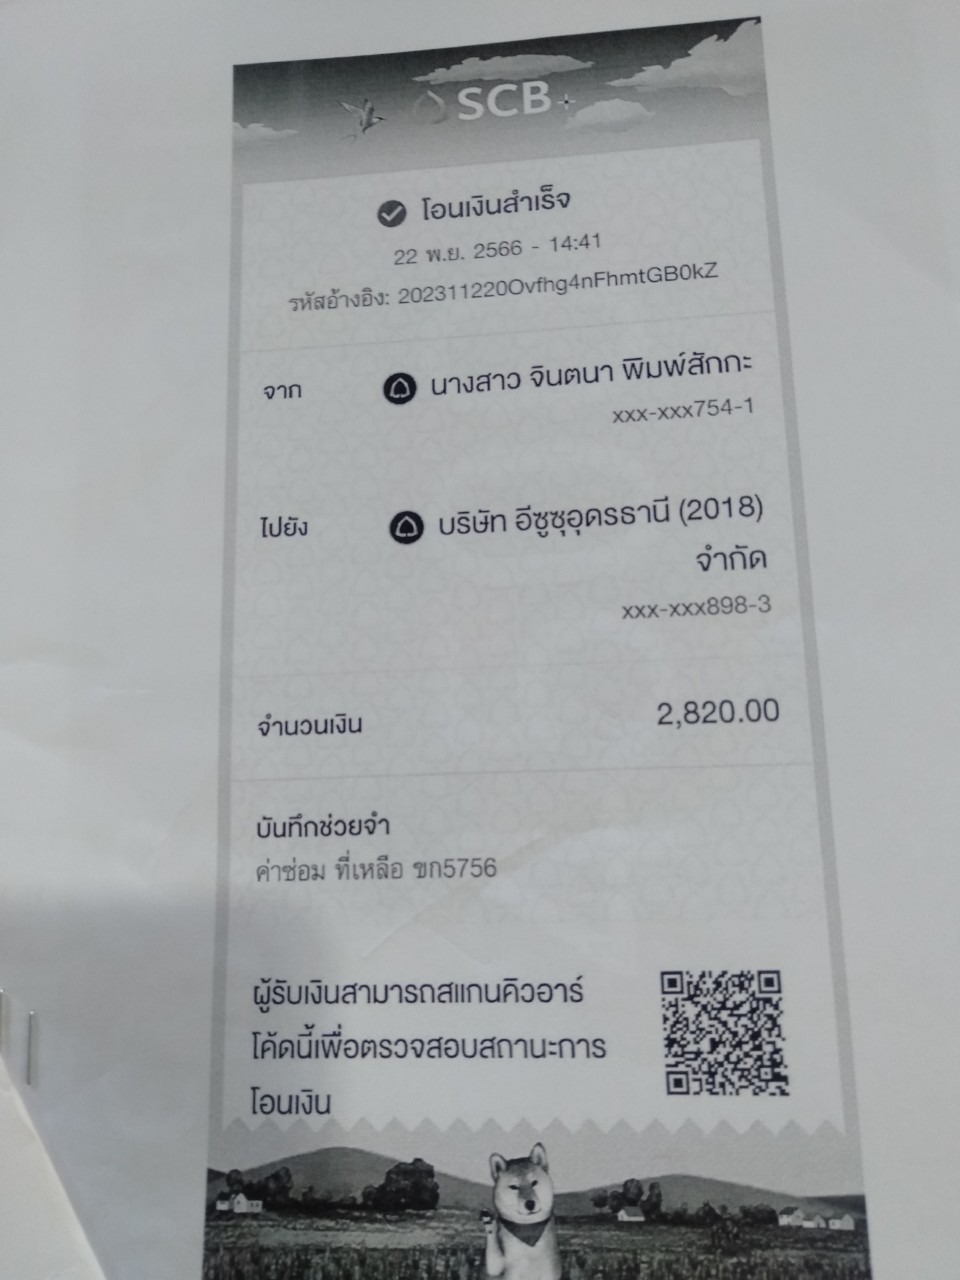 SCB+
โอนเงินสำเร็จ
22 พ.ย. 2566 - 14:41
รหัสอ้างอิง: 202311220Ovfhg4nFhmtGB0kZ
จาก นางสาว จินตนา พิมพ์สักกะ
xxx-xxx754-1
ไปยัง บริษัท อีซูซุอุดรธานี (2018)
จำกัด
xxx-xxx898-3
จำนวนเงิน 2,820.00
บันทึกช่วยจำ
ค่าซ่อม ที่เหลือ ขก5756
ผู้รับเงินสามารถสแกนคิวอาร์
โค้ดนี้เพื่อตรวจสอบสถานะการ
โอนเงิน